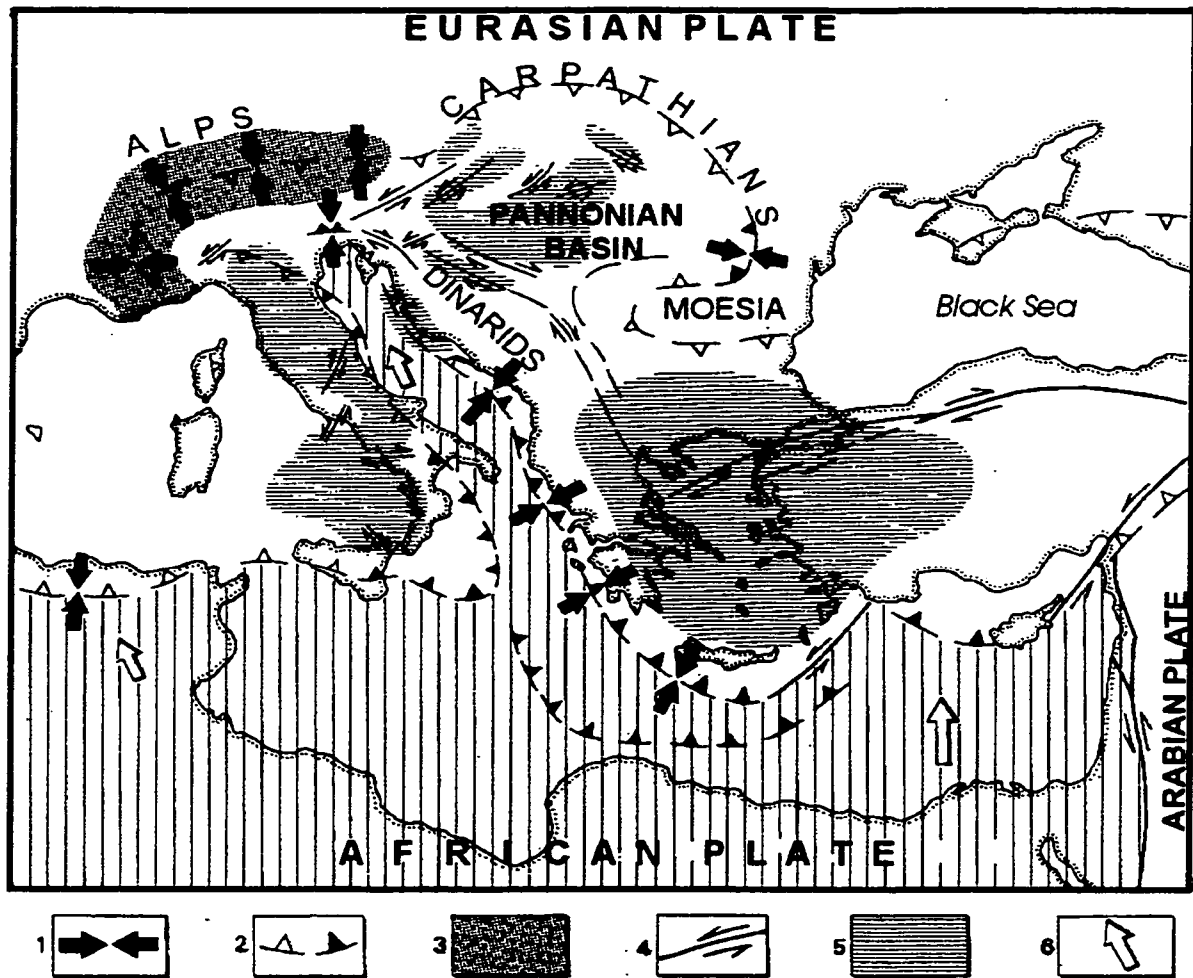 EURASIAN PLATE
CARPATHIANS
ALPS
PANNONIAN
BASIN
DINARIDS
MOESIA
Black Sea
ARABIAN PLATE
AFRICAN PLATE
1
2
3
4
5
6